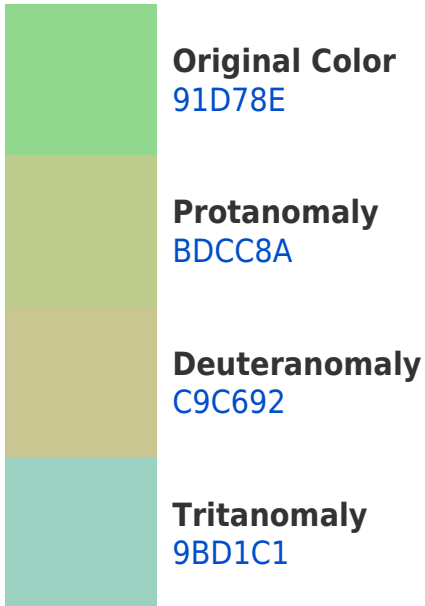 Original Color
91D78E
Protanomaly
BDCC8A
Deuteranomaly
C9C692
Tritanomaly
9BD1C1